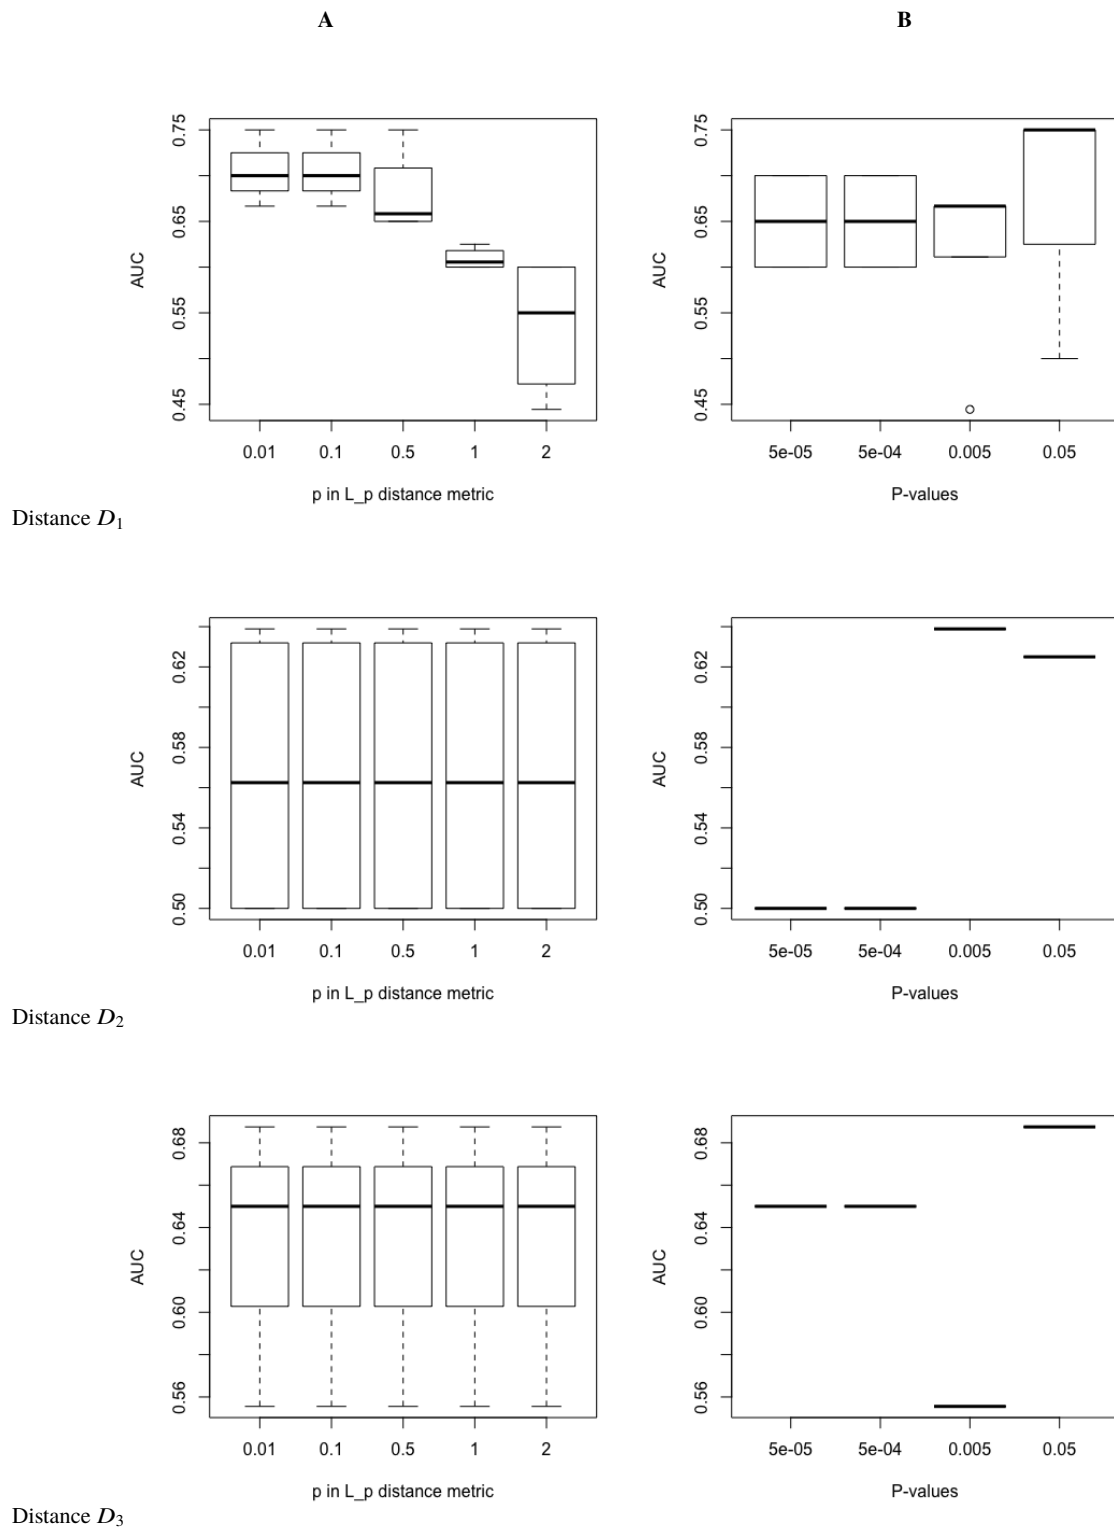 A
B
AUC
0.45 0.55 0.65 0.75
0.01 0.1 0.5 1 2
p in L_p distance metric
AUC
0.45 0.55 0.65 0.75
5e-05 5e-04 0.005 0.05
P-values
Distance D₁
AUC
0.50 0.54 0.58 0.62
0.01 0.1 0.5 1 2
p in L_p distance metric
AUC
0.50 0.54 0.58 0.62
5e-05 5e-04 0.005 0.05
P-values
Distance D₂
AUC
0.56 0.60 0.64 0.68
0.01 0.1 0.5 1 2
p in L_p distance metric
AUC
0.56 0.60 0.64 0.68
5e-05 5e-04 0.005 0.05
P-values
Distance D₃